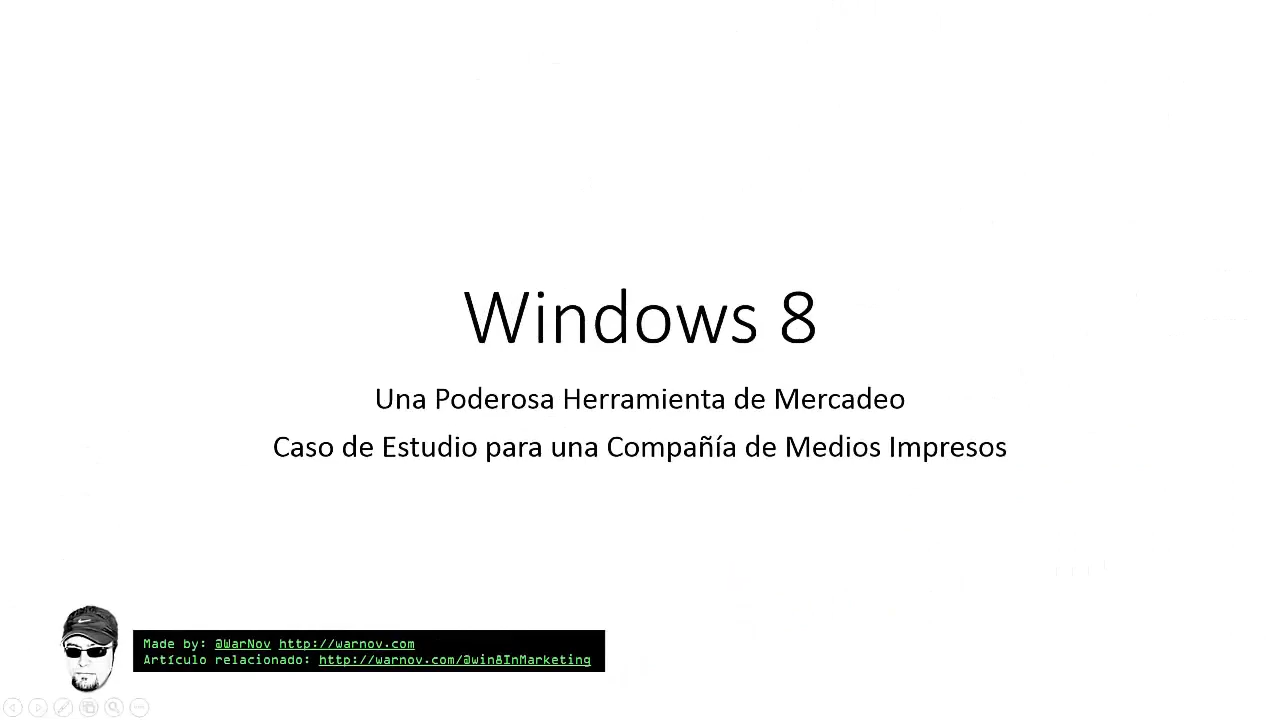 Windows 8
Una Poderosa Herramienta de Mercadeo
Caso de Estudio para una Compañía de Medios Impresos
Made by: @WarNov http://warnov.com
Artículo relacionado: http://warnov.com/@win8InMarketing